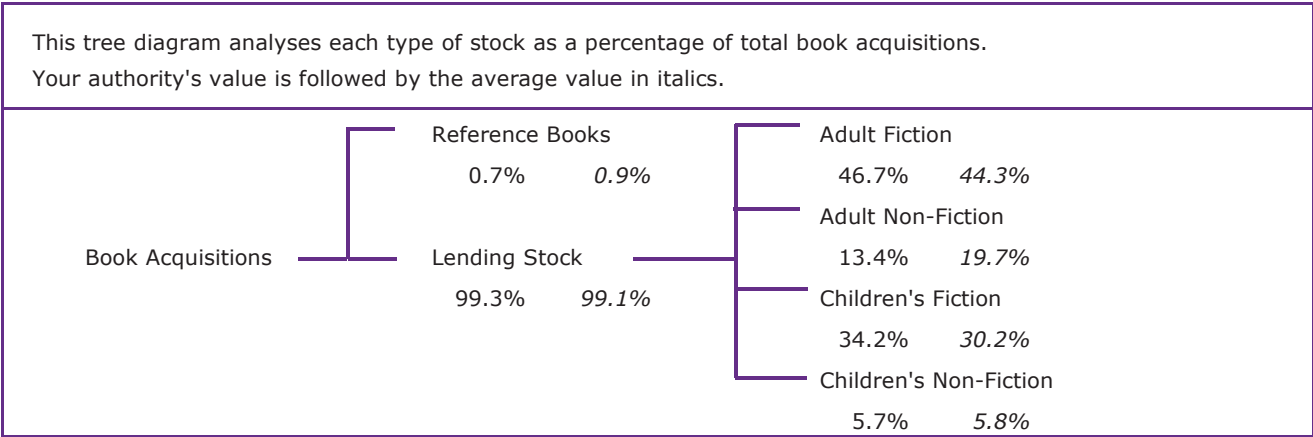 This tree diagram analyses each type of stock as a percentage of total book acquisitions.
Your authority's value is followed by the average value in italics.
Reference Books
0.7% 0.9%
Book Acquisitions
Lending Stock
99.3% 99.1%
Adult Fiction
46.7% 44.3%
Adult Non-Fiction
13.4% 19.7%
Children's Fiction
34.2% 30.2%
Children's Non-Fiction
5.7% 5.8%